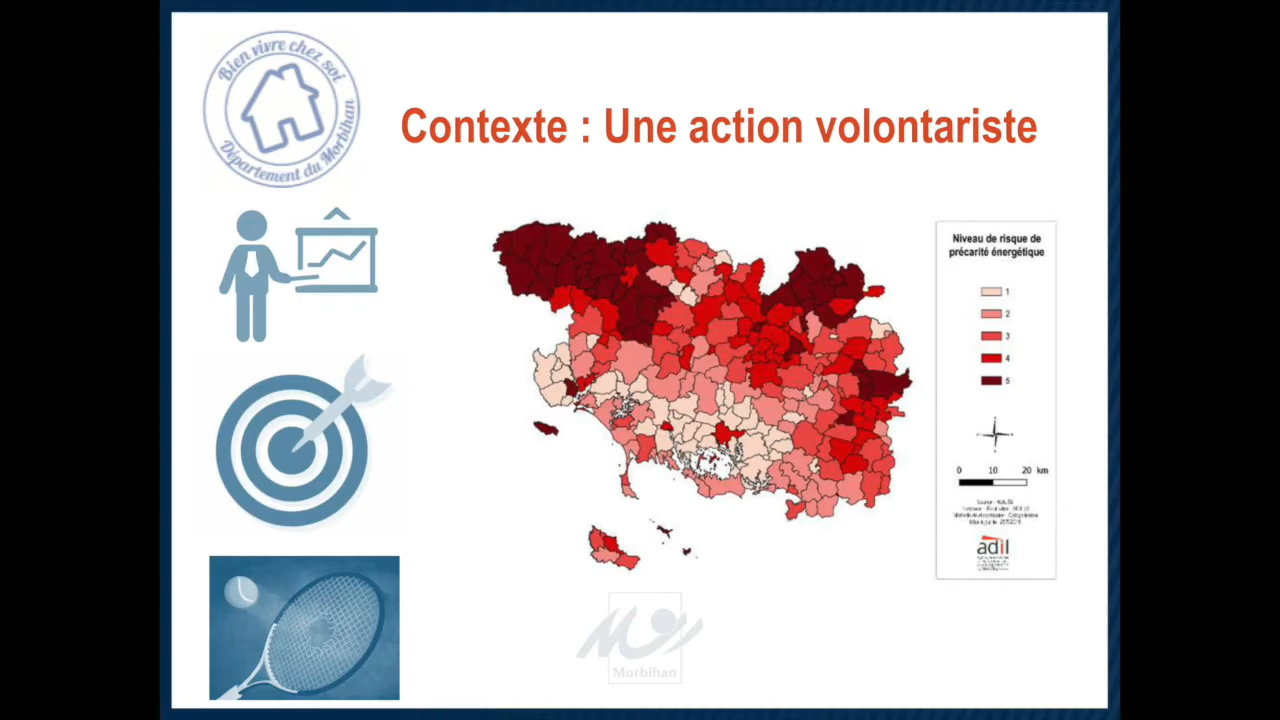 Bien vivre chez soi
Département du Morbihan
Contexte : Une action volontariste
Niveau de risque de
précarité énergétique
1
2
3
4
5
0 10 20 km
adil
Morbihan